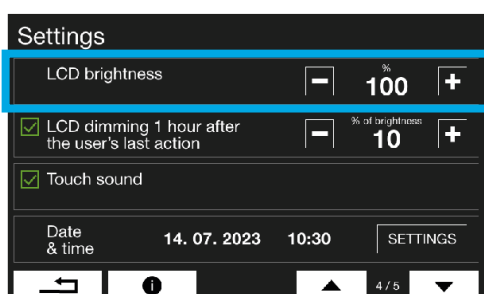 Settings
LCD brightness
%
− 100 +
LCD dimming 1 hour after
the user's last action
% of brightness
− 10 +
Touch sound
Date
& time
14. 07. 2023 10:30 SETTINGS
4/5